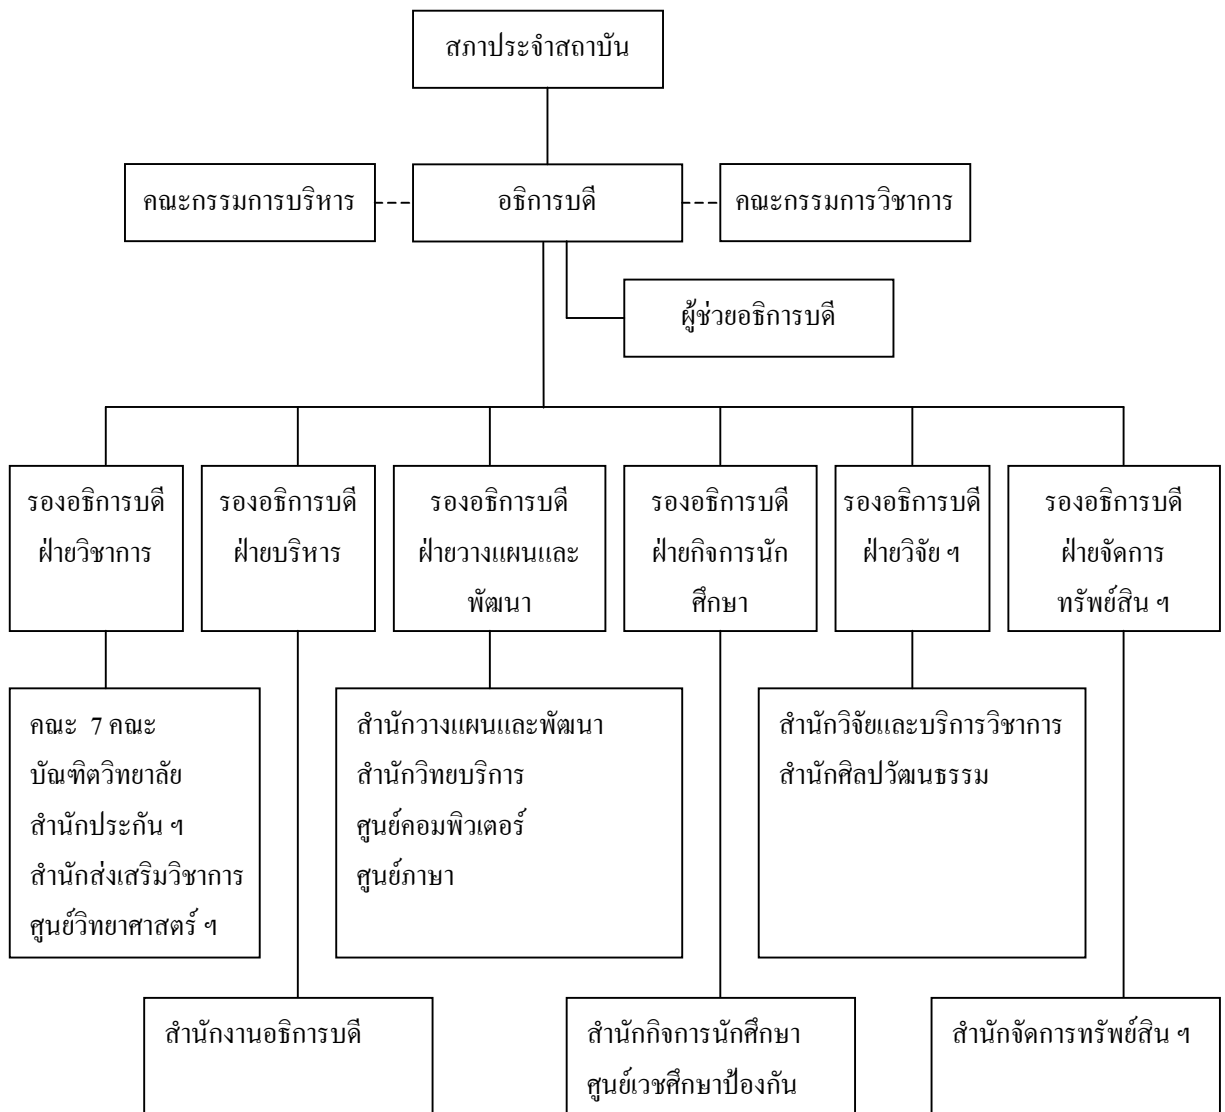 สภาประจำสถาบัน
คณะกรรมการบริหาร
อธิการบดี
คณะกรรมการวิชาการ
ผู้ช่วยอธิการบดี
รองอธิการบดี
ฝ่ายวิชาการ
รองอธิการบดี
ฝ่ายบริหาร
รองอธิการบดี
ฝ่ายวางแผนและ
พัฒนา
รองอธิการบดี
ฝ่ายกิจการนัก
ศึกษา
รองอธิการบดี
ฝ่ายวิจัย ฯ
รองอธิการบดี
ฝ่ายจัดการ
ทรัพย์สิน ฯ
คณะ 7 คณะ
บัณฑิตวิทยาลัย
สำนักประกัน ฯ
สำนักส่งเสริมวิชาการ
ศูนย์วิทยาศาสตร์ ฯ
สำนักวางแผนและพัฒนา
สำนักวิทยบริการ
ศูนย์คอมพิวเตอร์
ศูนย์ภาษา
สำนักวิจัยและบริการวิชาการ
สำนักศิลปวัฒนธรรม
สำนักงานอธิการบดี
สำนักกิจการนักศึกษา
ศูนย์เวชศึกษาป้องกัน
สำนักจัดการทรัพย์สิน ฯ